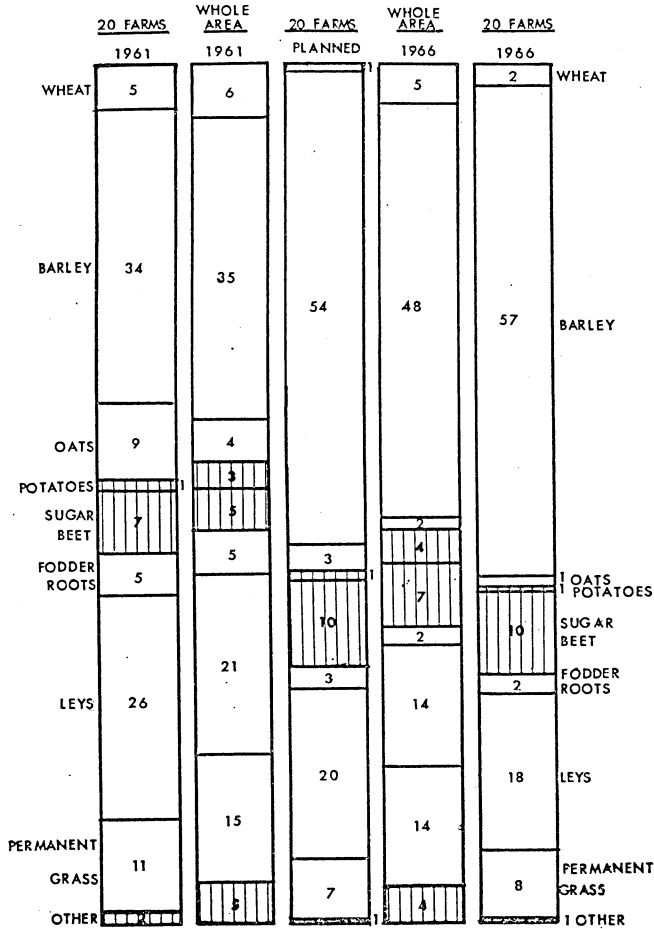 20 FARMS WHOLE AREA 20 FARMS WHOLE AREA 20 FARMS
1961 1961 PLANNED 1966 1966
WHEAT 5 6 1 5 2 WHEAT
BARLEY 34 35 54 48 57 BARLEY
OATS 9 4 3 2 1 OATS
POTATOES 1 3 1 4 1 POTATOES
SUGAR BEET 7 5 10 7 10 SUGAR BEET
FODDER ROOTS 5 5 3 2 2 FODDER ROOTS
LEYS 26 21 20 14 18 LEYS
PERMANENT GRASS 11 15 7 14 8 PERMANENT GRASS
OTHER 2 1 4 1 OTHER